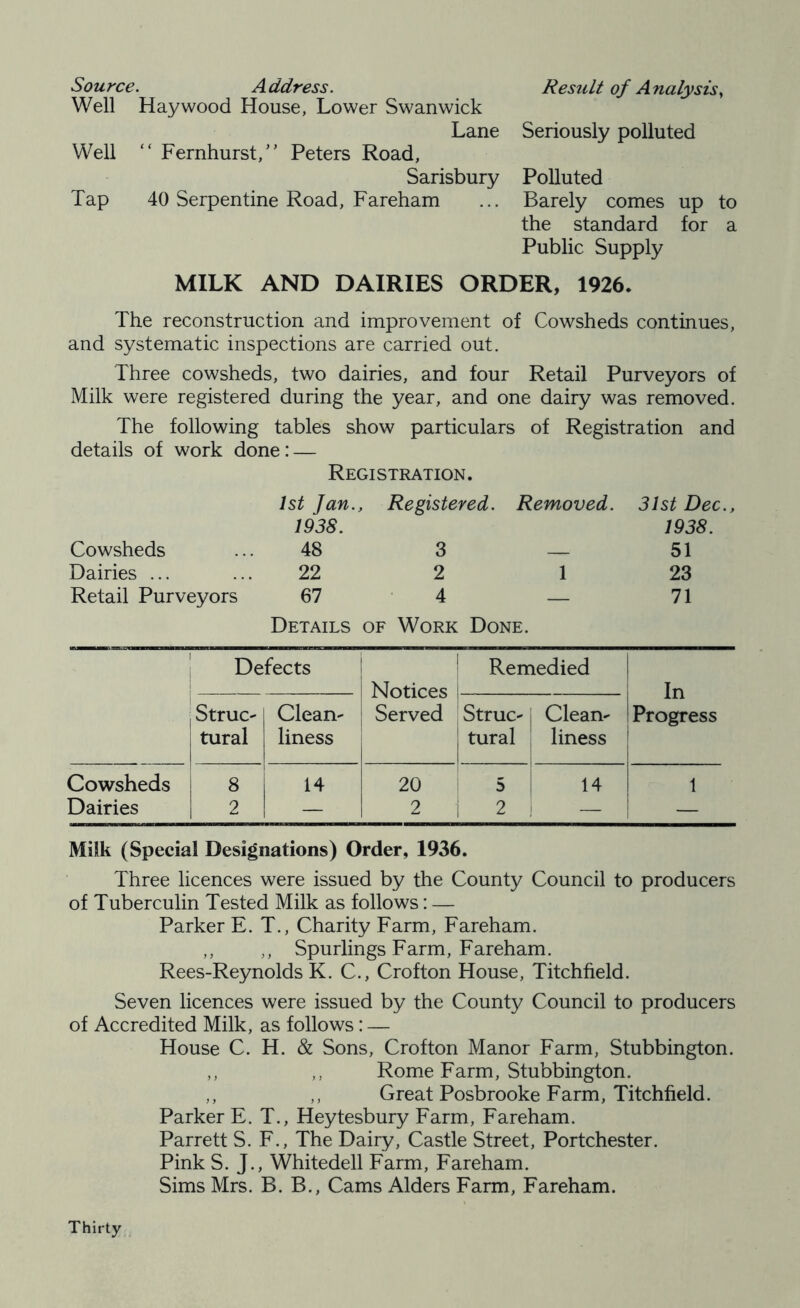 Source. Address. Result of Analysis,
Well Haywood House, Lower Swanwick
Lane Seriously polluted
Well “ Fernhurst,” Peters Road,
Sarisbury Polluted
Tap 40 Serpentine Road, Fareham ... Barely comes up to
the standard for a
Public Supply
MILK AND DAIRIES ORDER, 1926.
The reconstruction and improvement of Cowsheds continues,
and systematic inspections are carried out.
Three cowsheds, two dairies, and four Retail Purveyors of
Milk were registered during the year, and one dairy was removed.
The following tables show particulars of Registration and
details of work done: —
Registration.
1st Jan., Registered. Removed. 31st Dec.,
1938. 1938.
Cowsheds ... 48 3 — 51
Dairies ... ... 22 2 1 23
Retail Purveyors 67 4 — 71
Details of Work Done.
Defects Notices Remedied In
Struc- Clean- Served Struc- Clean- Progress
tural liness tural liness
Cowsheds 8 14 20 5 14 1
Dairies 2 — 2 2 — —
Milk (Special Designations) Order, 1936.
Three licences were issued by the County Council to producers
of Tuberculin Tested Milk as follows: —
Parker E. T., Charity Farm, Fareham.
,, ,, Spurlings Farm, Fareham.
Rees-Reynolds K. C., Crofton House, Titchfield.
Seven licences were issued by the County Council to producers
of Accredited Milk, as follows: —
House C. H. & Sons, Crofton Manor Farm, Stubbington.
,, ,, Rome Farm, Stubbington.
,, ,, Great Posbrooke Farm, Titchfield.
Parker E. T., Heytesbury Farm, Fareham.
Parrett S. F., The Dairy, Castle Street, Portchester.
Pink S. J., Whitedell Farm, Fareham.
Sims Mrs. B. B., Cams Alders Farm, Fareham.
Thirty